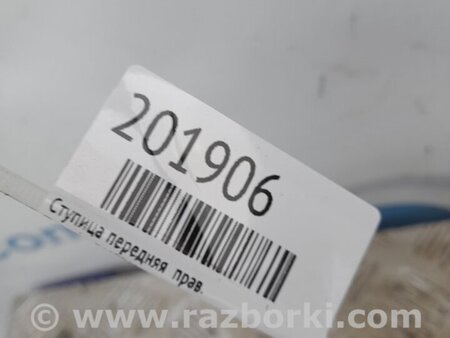 201906
Ступица передняя прав.
www.razborki.com